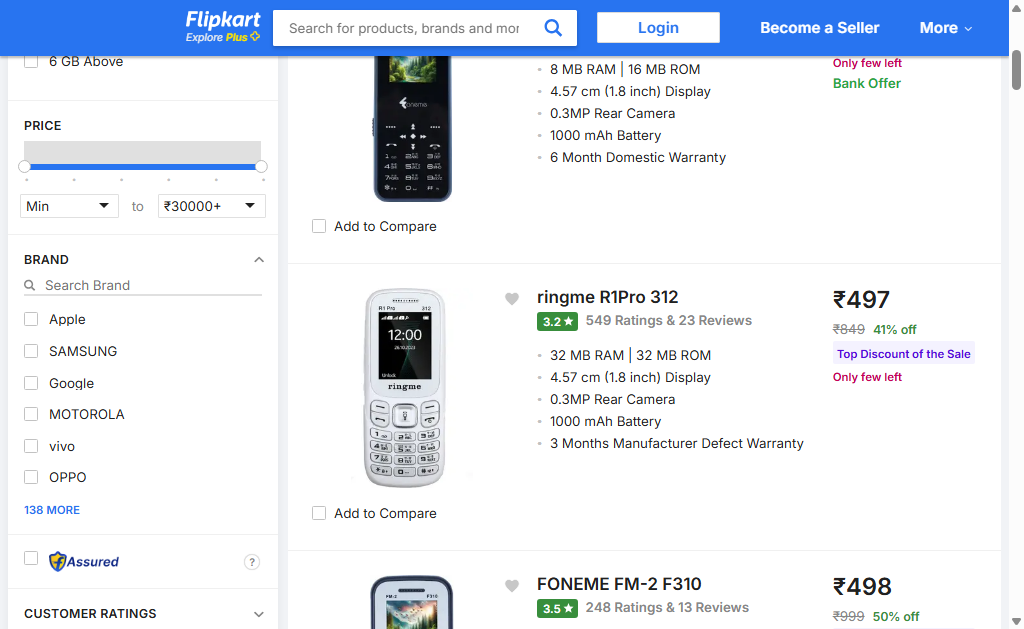 Flipkart
Explore Plus
Search for products, brands and mor
Login
Become a Seller
More
6 GB Above
PRICE
Min
to
₹30000+
BRAND
Search Brand
Apple
SAMSUNG
Google
MOTOROLA
vivo
OPPO
138 MORE
Assured
?
CUSTOMER RATINGS
foneme
8 MB RAM | 16 MB ROM
4.57 cm (1.8 inch) Display
0.3MP Rear Camera
1000 mAh Battery
6 Month Domestic Warranty
Only few left
Bank Offer
Add to Compare
R1 Pro 312
12:00
Unlock
ringme
ringme R1Pro 312
3.2★ 549 Ratings & 23 Reviews
32 MB RAM | 32 MB ROM
4.57 cm (1.8 inch) Display
0.3MP Rear Camera
1000 mAh Battery
3 Months Manufacturer Defect Warranty
₹497
₹849 41% off
Top Discount of the Sale
Only few left
Add to Compare
FM-2 F310
FONEME FM-2 F310
3.5★ 248 Ratings & 13 Reviews
₹498
₹999 50% off